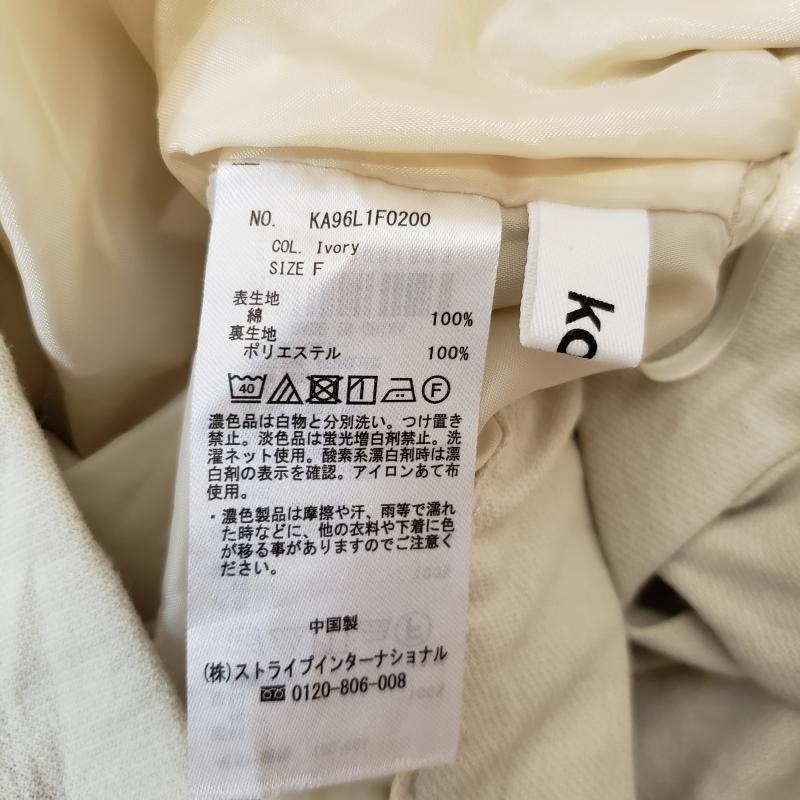 NO. KA96L1F0200
COL. Ivory
SIZE F
表生地
綿 100%
裏生地
ポリエステル 100%
40 F
濃色品は白物と分別洗い。つけ置き
禁止。淡色品は蛍光増白剤禁止。洗
濯ネット使用。酸素系漂白剤時は漂
白剤の表示を確認。アイロンあて布
使用。
・濃色製品は摩擦や汗、雨等で濡れ
た時などに、他の衣料や下着に色
が移る事がありますのでご注意く
ださい。
中国製
(株)ストライプインターナショナル
0120-806-008
ko